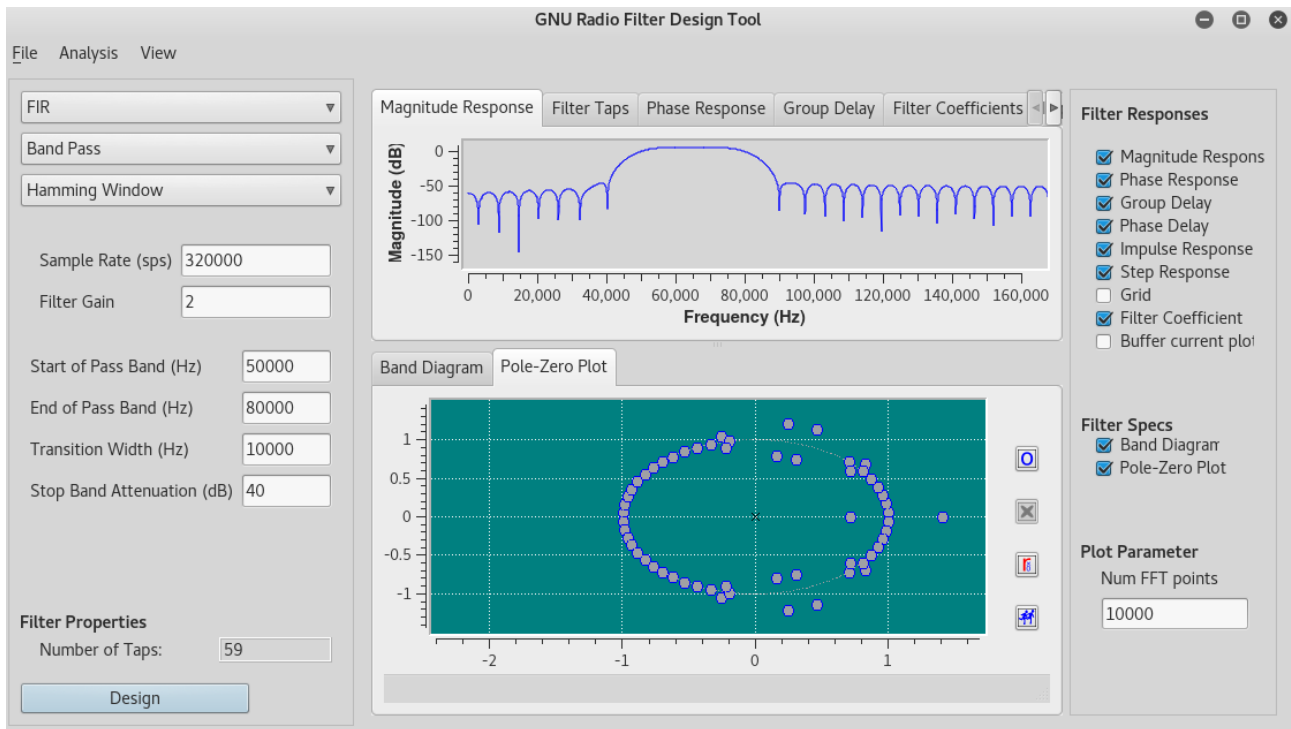 GNU Radio Filter Design Tool
File Analysis View
FIR
Band Pass
Hamming Window
Sample Rate (sps) 320000
Filter Gain 2
Start of Pass Band (Hz) 50000
End of Pass Band (Hz) 80000
Transition Width (Hz) 10000
Stop Band Attenuation (dB) 40
Filter Properties
Number of Taps: 59
Design
Magnitude Response Filter Taps Phase Response Group Delay Filter Coefficients
Magnitude (dB)
0
-50
-100
-150
0 20,000 40,000 60,000 80,000 100,000 120,000 140,000 160,000
Frequency (Hz)
Band Diagram Pole-Zero Plot
1
0.5
0
-0.5
-1
-2 -1 0 1
Filter Responses
Magnitude Respons
Phase Response
Group Delay
Phase Delay
Impulse Response
Step Response
Grid
Filter Coefficient
Buffer current plot
Filter Specs
Band Diagram
Pole-Zero Plot
Plot Parameter
Num FFT points
10000